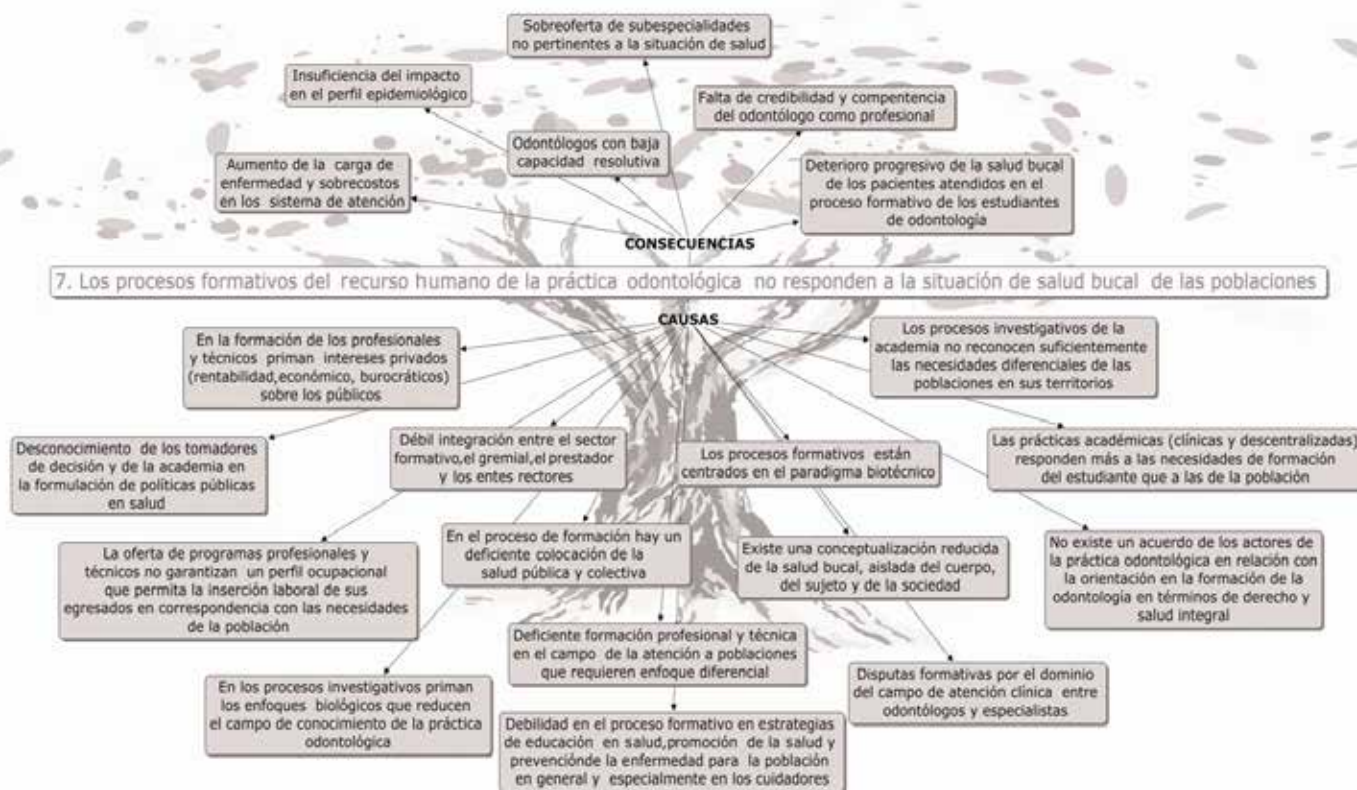 Sobreoferta de subespecialidades
no pertinentes a la situación de salud
Insuficiencia del impacto
en el perfil epidemiológico
Falta de credibilidad y compentencia
del odontólogo como profesional
Odontólogos con baja
capacidad resolutiva
Aumento de la carga de
enfermedad y sobrecostos
en los sistema de atención
Deterioro progresivo de la salud bucal
de los pacientes atendidos en el
proceso formativo de los estudiantes
de odontología
CONSECUENCIAS
7. Los procesos formativos del recurso humano de la práctica odontológica no responden a la situación de salud bucal de las poblaciones
CAUSAS
En la formación de los profesionales
y técnicos priman intereses privados
(rentabilidad,económico, burocráticos)
sobre los públicos
Los procesos investigativos de la
academia no reconocen suficientemente
las necesidades diferenciales de las
poblaciones en sus territorios
Desconocimiento de los tomadores
de decisión y de la academia en
la formulación de políticas públicas
en salud
Débil integración entre el sector
formativo,el gremial,el prestador
y los entes rectores
Los procesos formativos están
centrados en el paradigma biotécnico
Las prácticas académicas (clínicas y descentralizadas)
responden más a las necesidades de formación
del estudiante que a las de la población
La oferta de programas profesionales y
técnicos no garantizan un perfil ocupacional
que permita la inserción laboral de sus
egresados en correspondencia con las necesidades
de la población
En el proceso de formación hay un
deficiente colocación de la
salud pública y colectiva
Existe una conceptualización reducida
de la salud bucal, aislada del cuerpo,
del sujeto y de la sociedad
No existe un acuerdo de los actores de
la práctica odontológica en relación con
la orientación en la formación de la
odontología en términos de derecho y
salud integral
Deficiente formación profesional y técnica
en el campo de la atención a poblaciones
que requieren enfoque diferencial
En los procesos investigativos priman
los enfoques biológicos que reducen
el campo de conocimiento de la práctica
odontológica
Disputas formativas por el dominio
del campo de atención clínica entre
odontólogos y especialistas
Debilidad en el proceso formativo en estrategias
de educación en salud,promoción de la salud y
prevenciónde la enfermedad para la población
en general y especialmente en los cuidadores